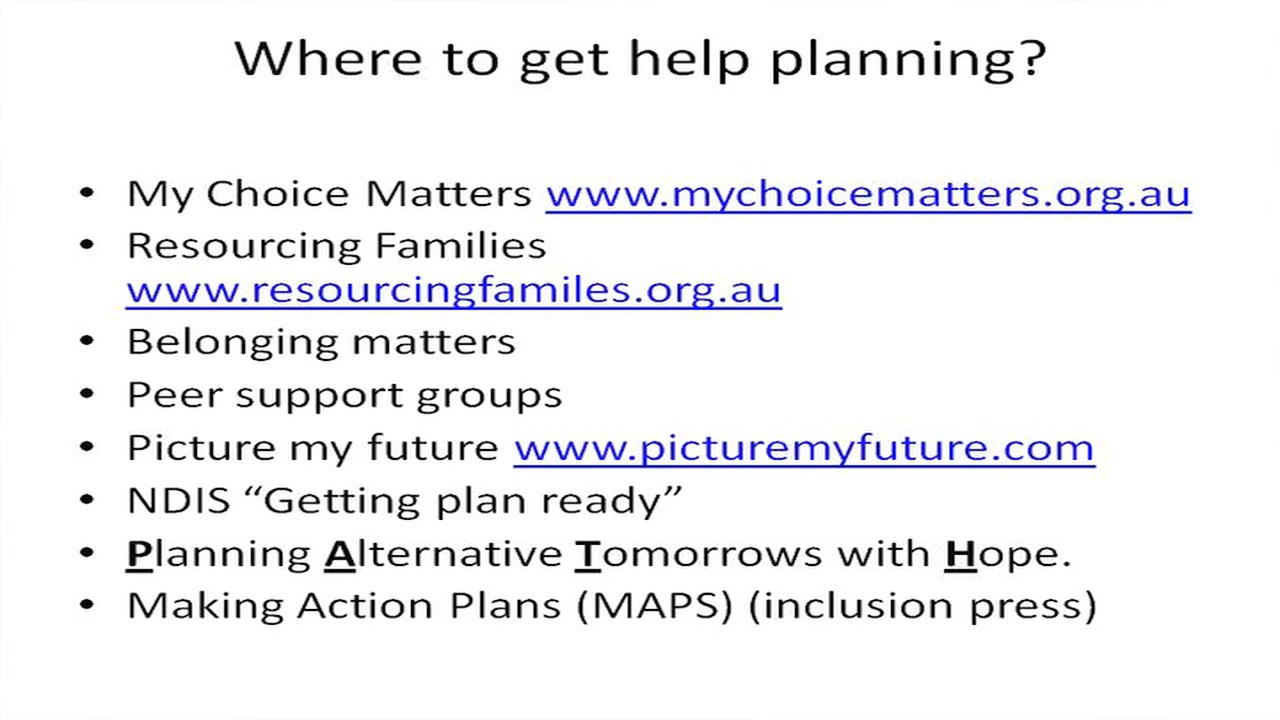 Where to get help planning?
• My Choice Matters www.mychoicematters.org.au
• Resourcing Families
www.resourcingfamiles.org.au
• Belonging matters
• Peer support groups
• Picture my future www.picturemyfuture.com
• NDIS “Getting plan ready”
• Planning Alternative Tomorrows with Hope.
• Making Action Plans (MAPS) (inclusion press)